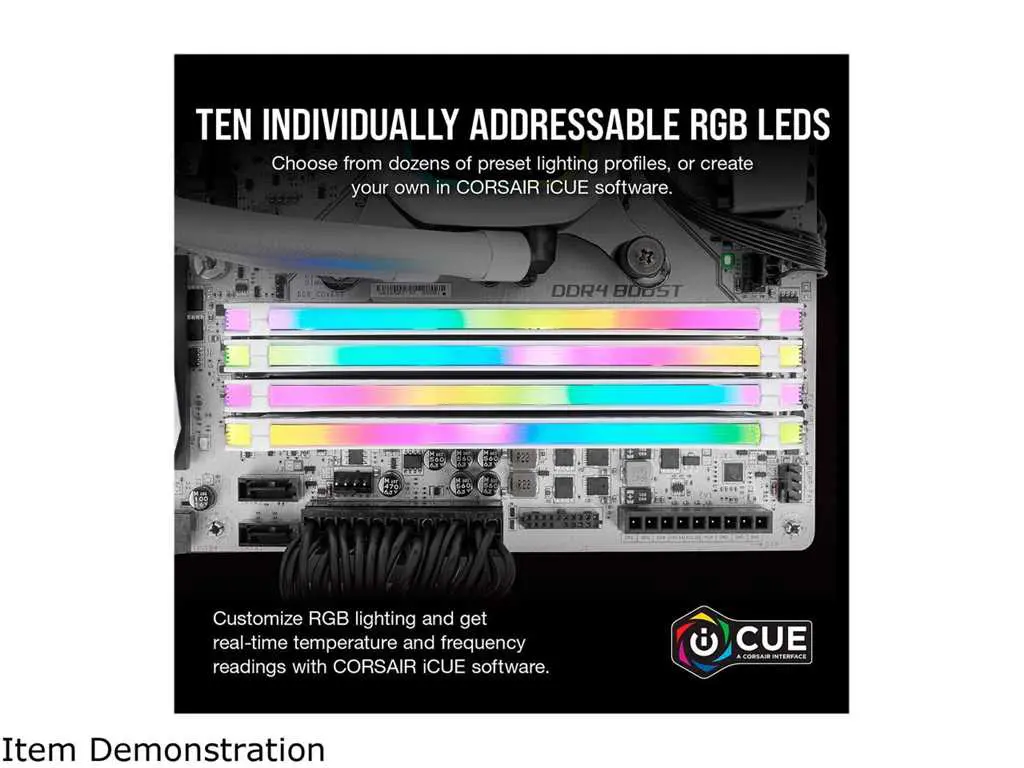 TEN INDIVIDUALLY ADDRESSABLE RGB LEDS
Choose from dozens of preset lighting profiles, or create
your own in CORSAIR iCUE software.
DDR4 BOOST
R22
R22
Customize RGB lighting and get
real-time temperature and frequency
readings with CORSAIR iCUE software.
iCUE
A CORSAIR INTERFACE
Item Demonstration